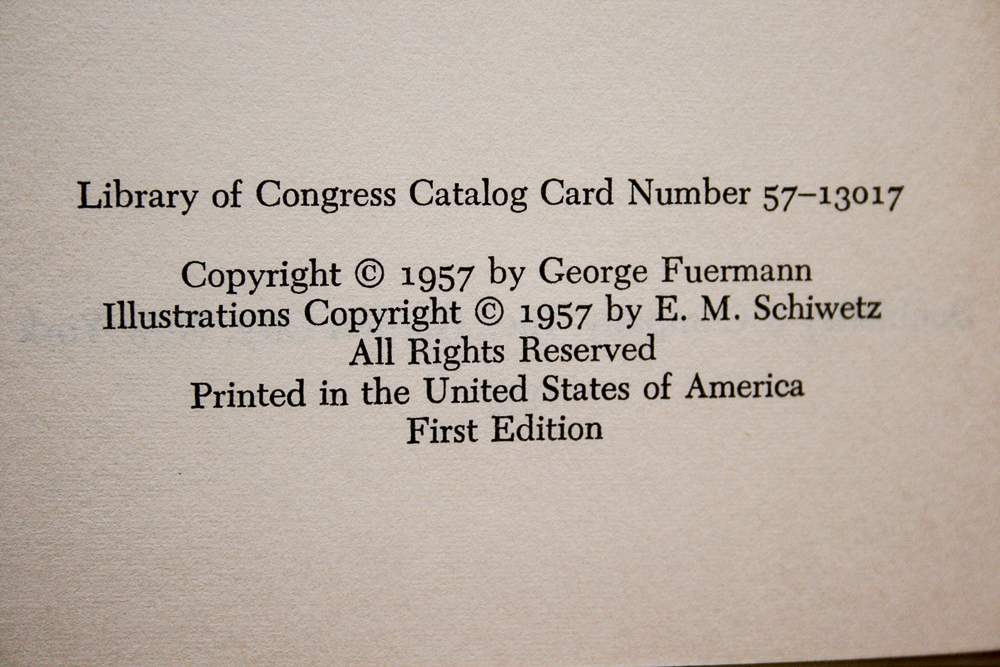 Library of Congress Catalog Card Number 57–13017
Copyright © 1957 by George Fuermann
Illustrations Copyright © 1957 by E. M. Schiwetz
All Rights Reserved
Printed in the United States of America
First Edition